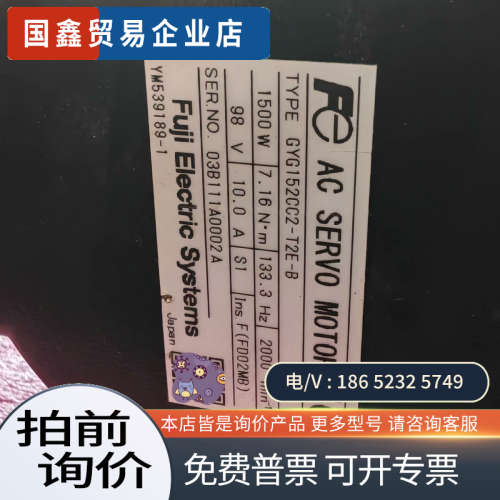 国鑫贸易企业店
Fe AC SERVO MOTOR
TYPE GYG152CC2-T2E-B
1500 W 7.16 N·m 133.3 Hz 2000
98 V 10.0 A S1 Ins. F (FD02MB)
SER.NO. 03B111A0002A
Fuji Electric Systems
Japan
YM539189-1
电/V : 186 5232 5749
拍前
询价
本店皆是询价产品 更多型号 请咨询客服
免费普票 可开专票